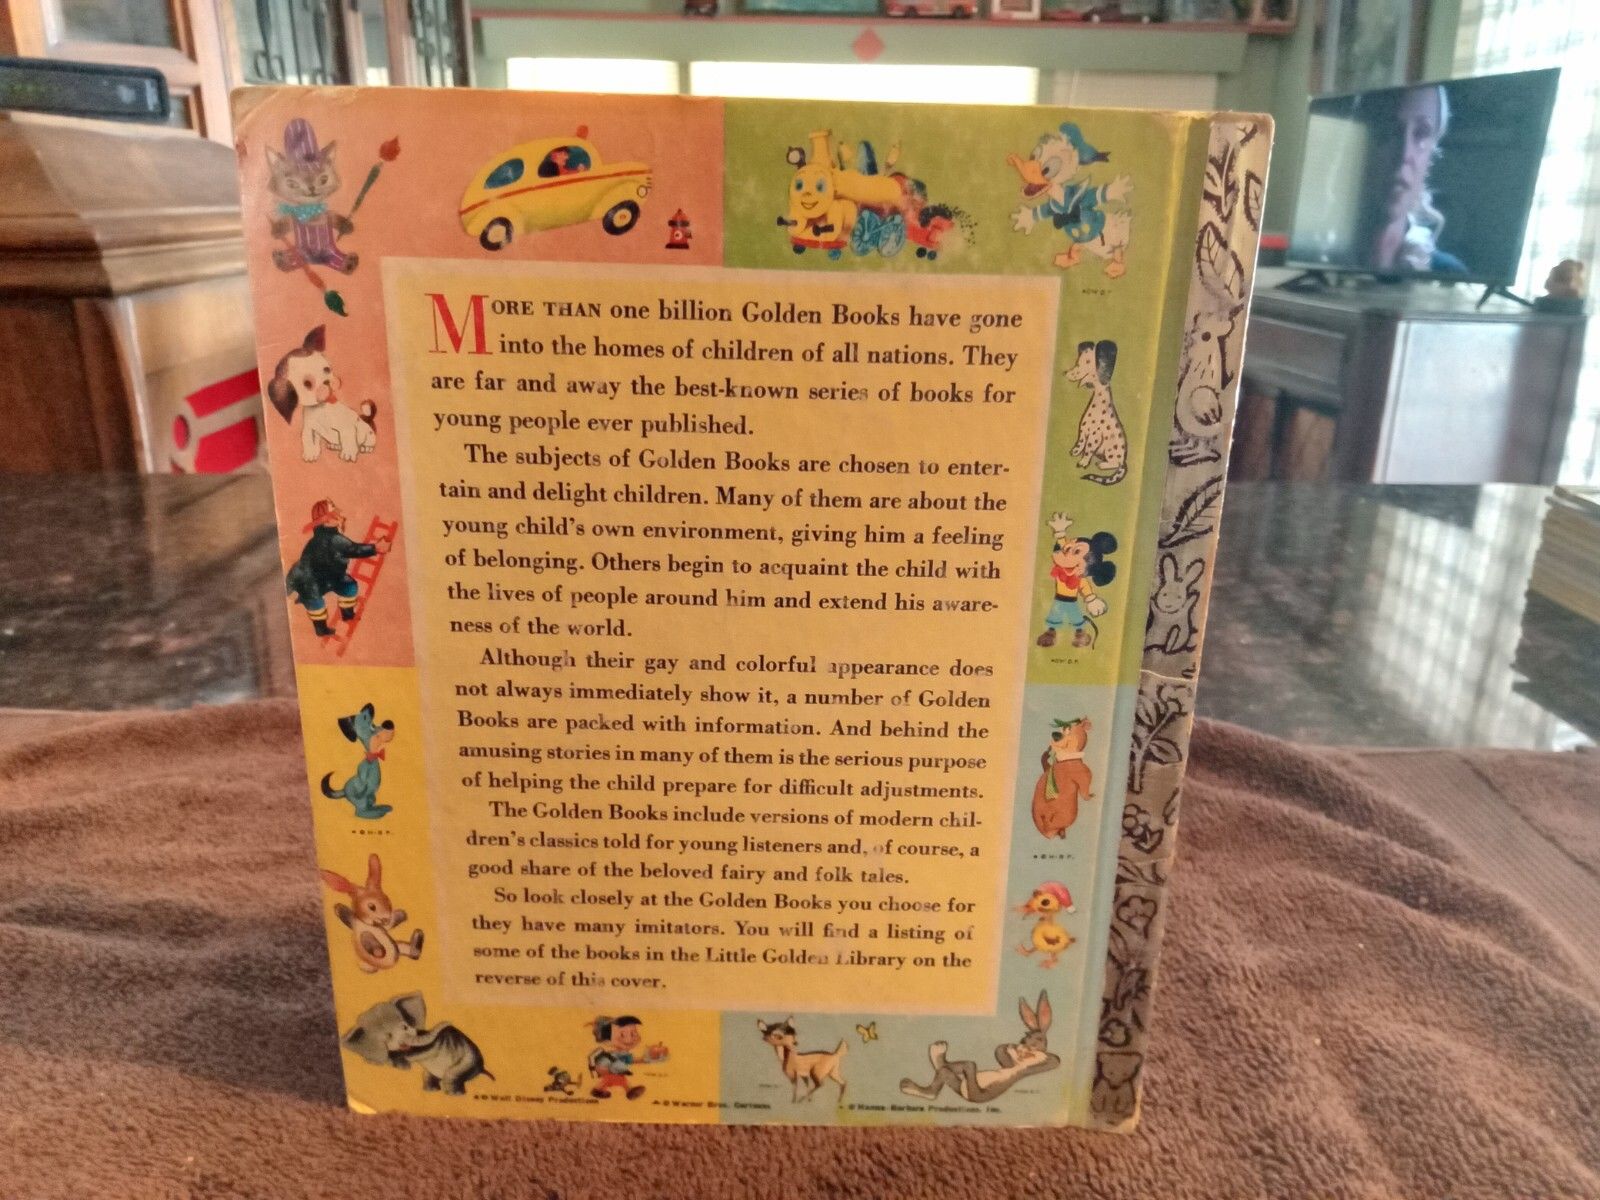 MORE THAN one billion Golden Books have gone
into the homes of children of all nations. They
are far and away the best-known series of books for
young people ever published.
The subjects of Golden Books are chosen to enter-
tain and delight children. Many of them are about the
young child's own environment, giving him a feeling
of belonging. Others begin to acquaint the child with
the lives of people around him and extend his aware-
ness of the world.
Although their gay and colorful appearance does
not always immediately show it, a number of Golden
Books are packed with information. And behind the
amusing stories in many of them is the serious purpose
of helping the child prepare for difficult adjustments.
The Golden Books include versions of modern chil-
dren's classics told for young listeners and, of course, a
good share of the beloved fairy and folk tales.
So look closely at the Golden Books you choose for
they have many imitators. You will find a listing of
some of the books in the Little Golden Library on the
reverse of this cover.
© Walt Disney Productions
© Warner Bros. Cartoons
© Hanna-Barbera Productions, Inc.